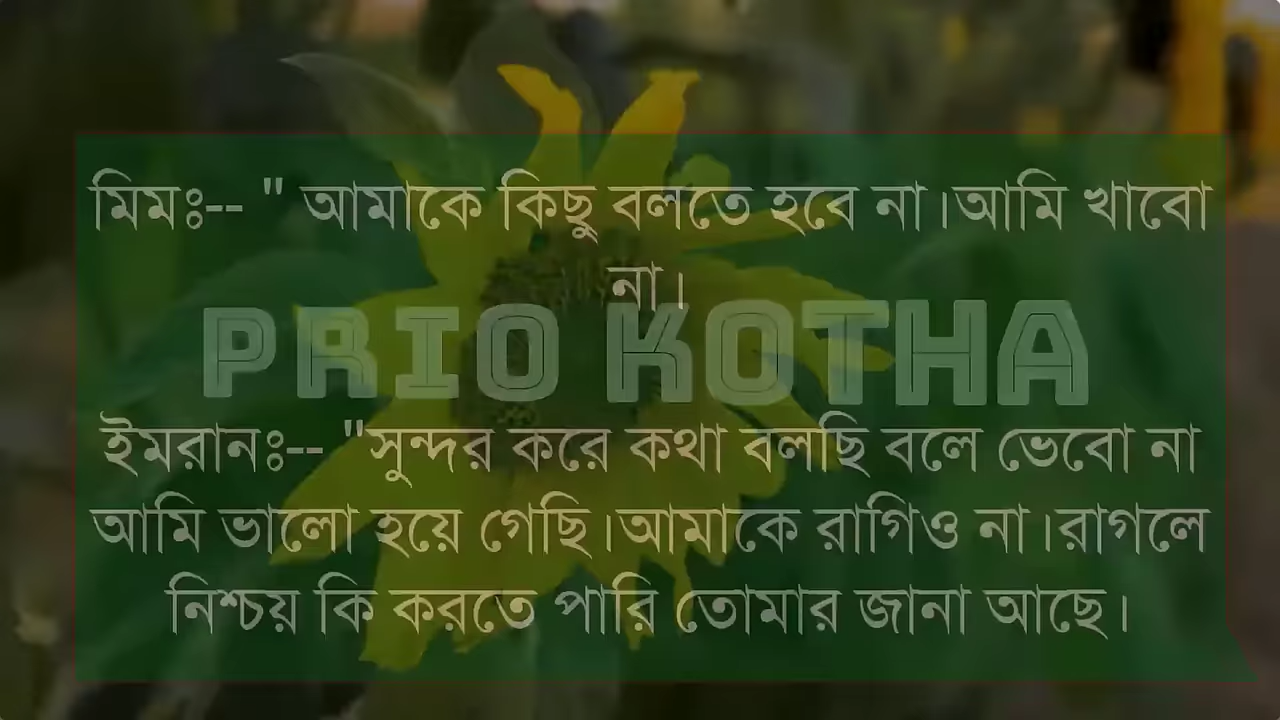 মিমঃ-- " আমাকে কিছু বলতে হবে না।আমি খাবো
না।
PRIO KOTHA
ইমরানঃ-- "সুন্দর করে কথা বলছি বলে ভেবো না
আমি ভালো হয়ে গেছি।আমাকে রাগিও না।রাগলে
নিশ্চয় কি করতে পারি তোমার জানা আছে।